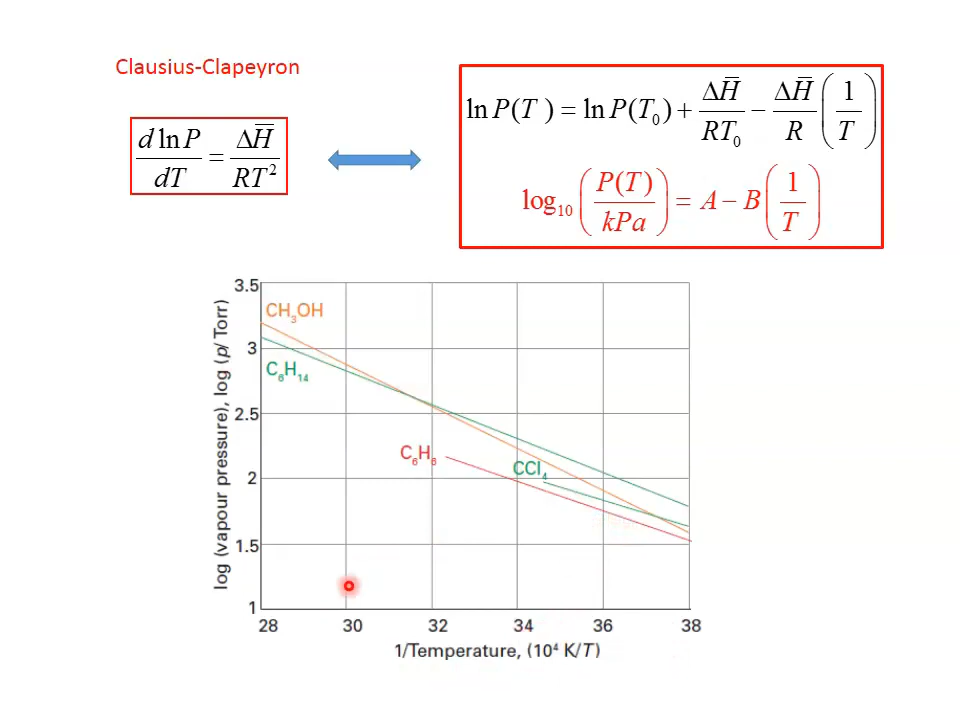 Clausius-Clapeyron
d ln P / dT = ΔH̅ / RT²
ln P(T ) = ln P(T₀) + ΔH̅ / RT₀ − ΔH̅ / R (1 / T)
log₁₀ (P(T) / kPa) = A − B (1 / T)
log (vapour pressure), log (p/Torr)
3.5
3
2.5
2
1.5
1
CH₃OH
C₆H₁₄
C₆H₆
CCl₄
28 30 32 34 36 38
1/Temperature, (10⁴ K/T)